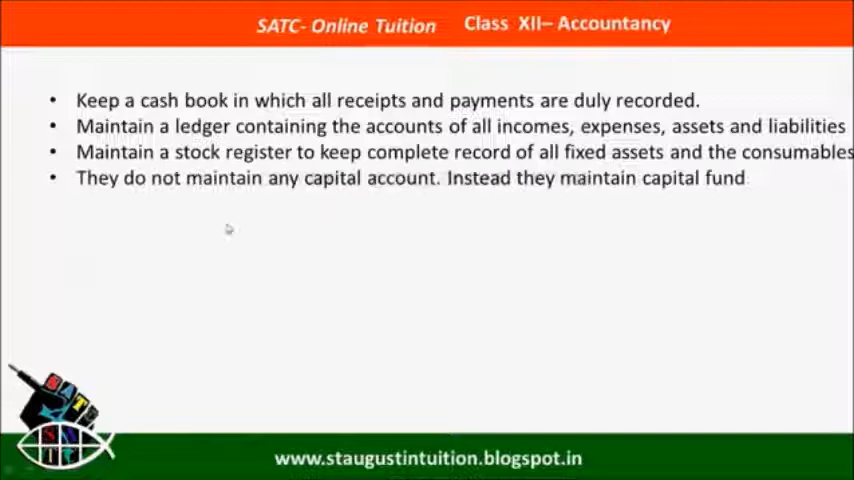 SATC- Online Tuition Class XII– Accountancy
• Keep a cash book in which all receipts and payments are duly recorded.
• Maintain a ledger containing the accounts of all incomes, expenses, assets and liabilities
• Maintain a stock register to keep complete record of all fixed assets and the consumables
• They do not maintain any capital account. Instead they maintain capital fund
SATC
www.staugustintuition.blogspot.in